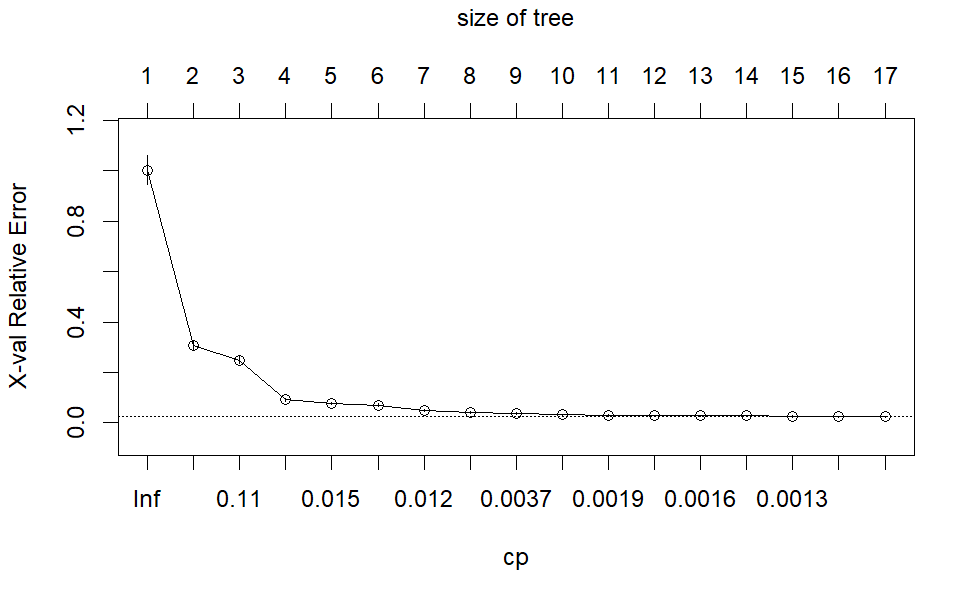 size of tree
1 2 3 4 5 6 7 8 9 10 11 12 13 14 15 16 17
X-val Relative Error
1.2
0.8
0.4
0.0
Inf 0.11 0.015 0.012 0.0037 0.0019 0.0016 0.0013
cp